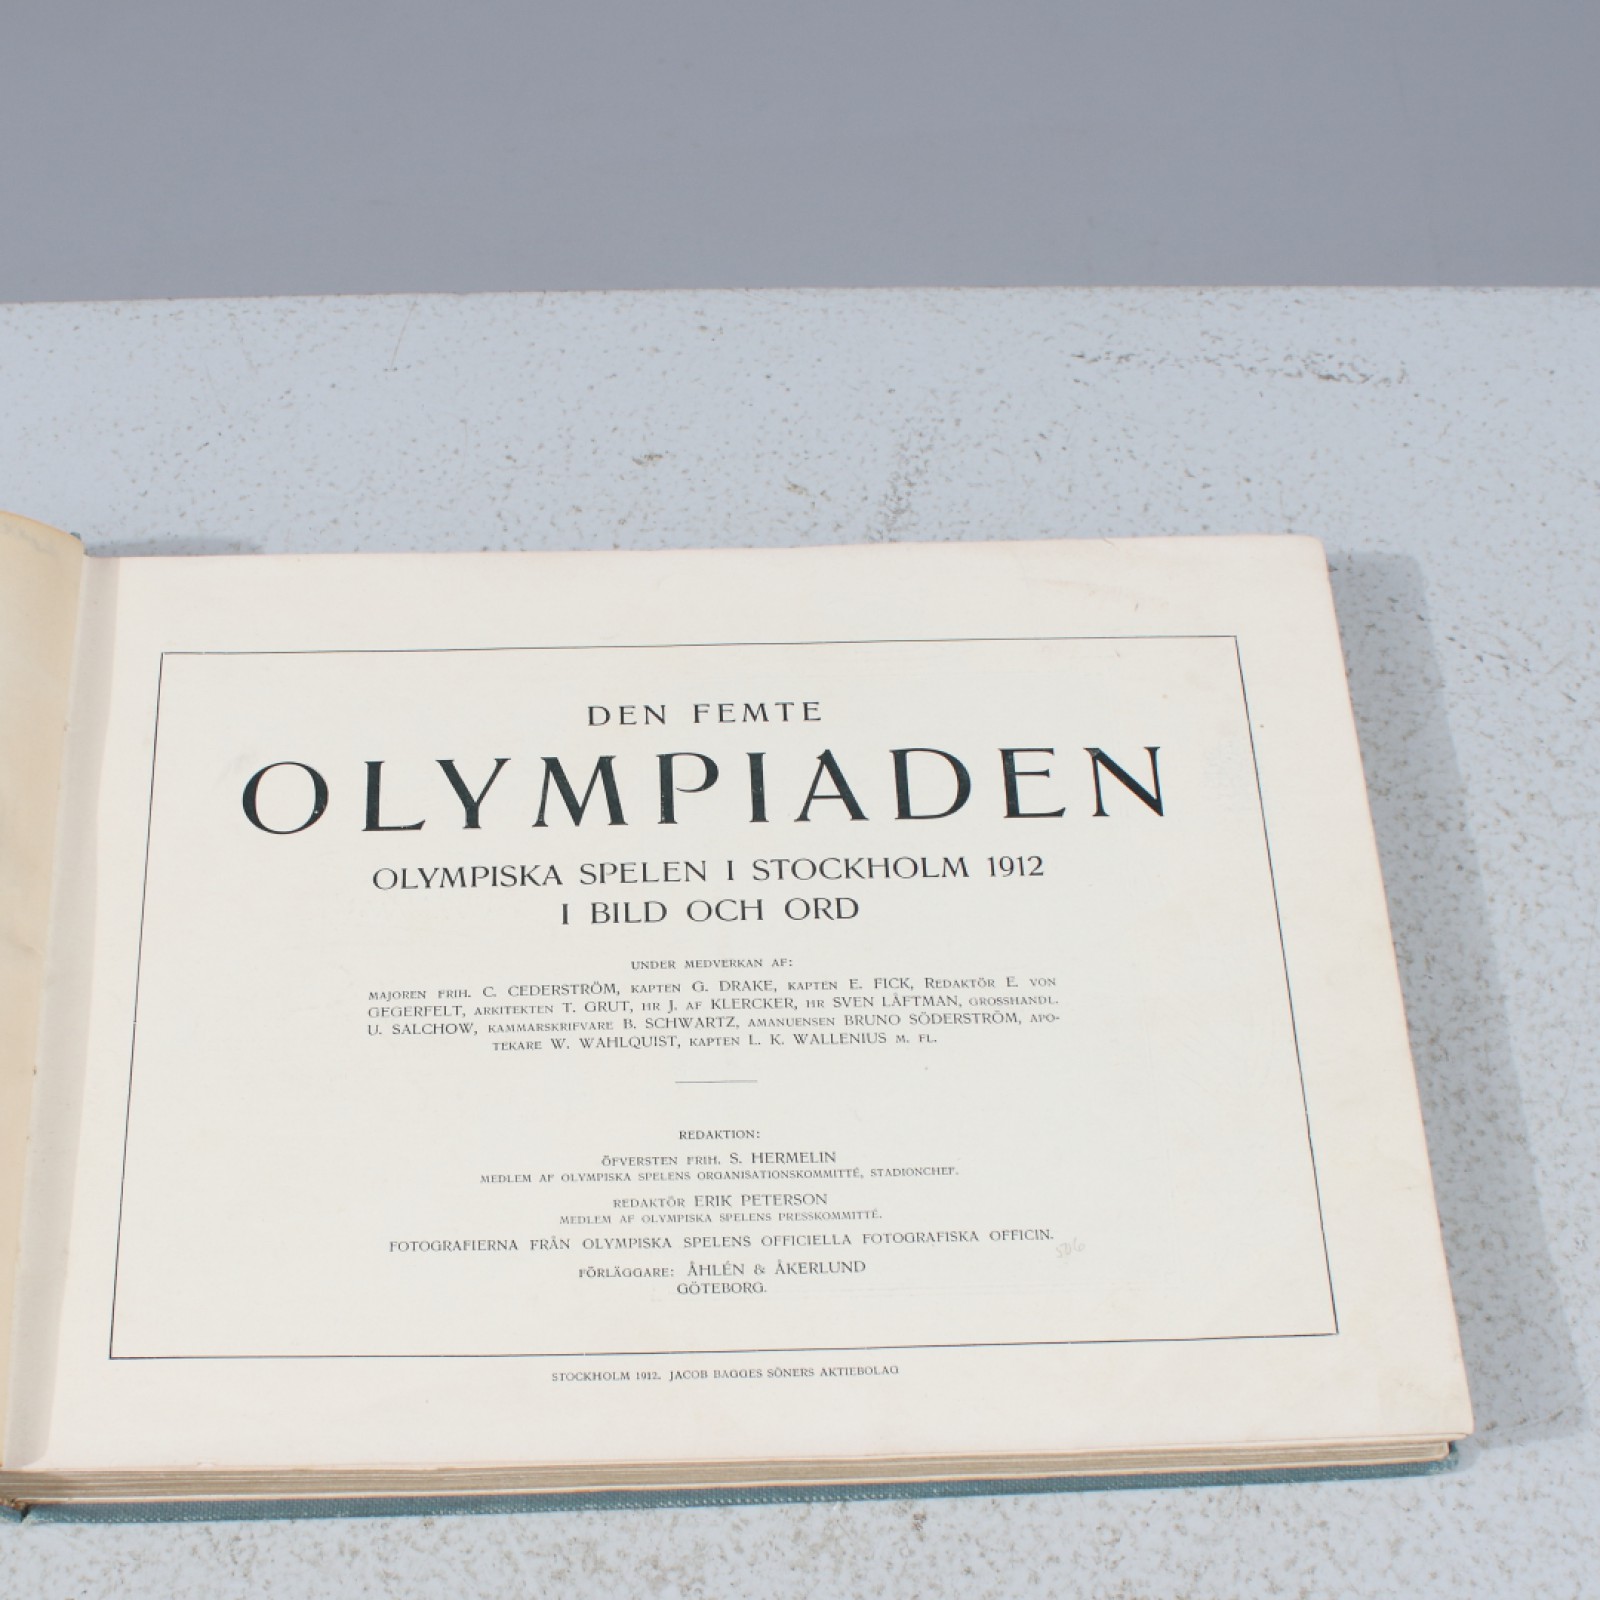 DEN FEMTE
OLYMPIADEN
OLYMPISKA SPELEN I STOCKHOLM 1912
I BILD OCH ORD
UNDER MEDVERKAN AF:
MAJOREN FRIH. C. CEDERSTRÖM, KAPTEN G. DRAKE, KAPTEN E. FICK, REDAKTÖR E. VON
GEGERFELT, ARKITEKTEN T. GRUT, HR J. AF KLERCKER, HR SVEN LÅFTMAN, GROSSHANDL.
U. SALCHOW, KAMMARSKRIFVARE B. SCHWARTZ, AMANUENSEN BRUNO SÖDERSTRÖM, APO-
TEKARE W. WAHLQUIST, KAPTEN L. K. WALLENIUS M. FL.
REDAKTION:
ÖFVERSTEN FRIH. S. HERMELIN
MEDLEM AF OLYMPISKA SPELENS ORGANISATIONSKOMMITTÉ, STADIONCHEF.
REDAKTÖR ERIK PETERSON
MEDLEM AF OLYMPISKA SPELENS PRESSKOMMITTÉ.
FOTOGRAFIERNA FRÅN OLYMPISKA SPELENS OFFICIELLA FOTOGRAFISKA OFFICIN.
FÖRLÄGGARE: ÅHLÉN & ÅKERLUND
GÖTEBORG.
STOCKHOLM 1912. JACOB BAGGES SÖNERS AKTIEBOLAG